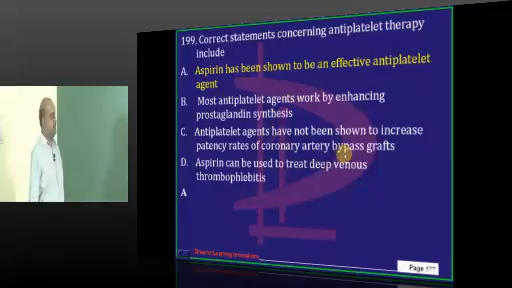 199. Correct statements concerning antiplatelet therapy
include
A. Aspirin has been shown to be an effective antiplatelet
agent
B. Most antiplatelet agents work by enhancing
prostaglandin synthesis
C. Antiplatelet agents have not been shown to increase
patency rates of coronary artery bypass grafts
D. Aspirin can be used to treat deep venous
thrombophlebitis
A
Learning Innovations
Page